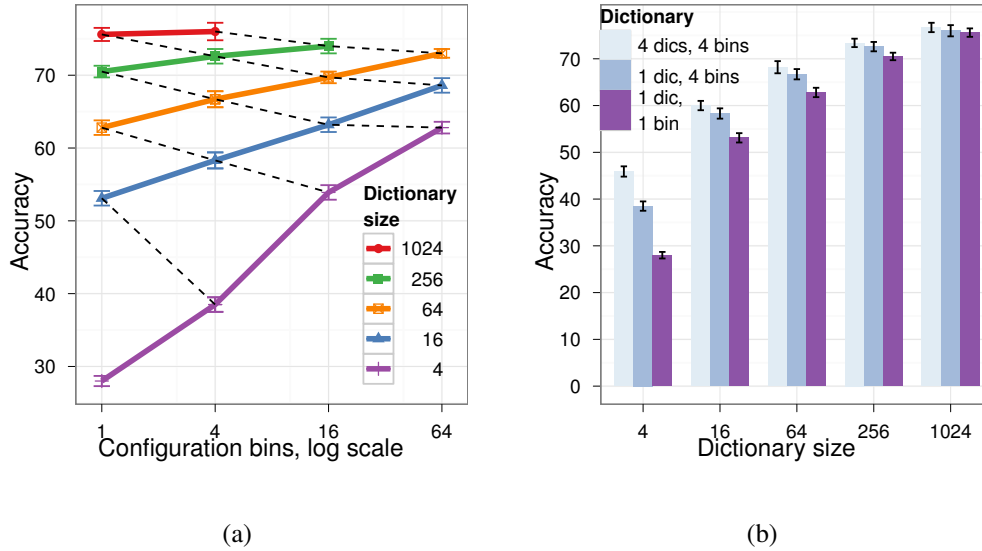 70
60
50
40
30
Accuracy
1
4
16
64
Configuration bins, log scale
Dictionary
size
1024
256
64
16
4
(a)
Dictionary
4 dics, 4 bins
1 dic, 4 bins
1 dic,
1 bin
70
60
50
40
30
20
10
0
Accuracy
4
16
64
256
1024
Dictionary size
(b)